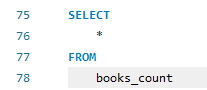 75 SELECT
76 *
77 FROM
78 books_count